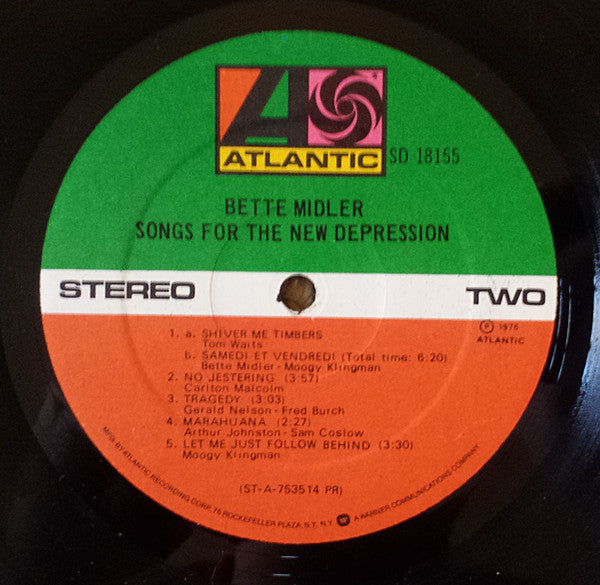 ATLANTIC
SD 18155
BETTE MIDLER
SONGS FOR THE NEW DEPRESSION
STEREO
TWO
℗ 1976
ATLANTIC
1. a. SHIVER ME TIMBERS
Tom Waits
b. SAMEDI ET VENDREDI (Total time: 6:20)
Bette Midler-Moogy Klingman
2. NO JESTERING (3:57)
Carlton Malcolm
3. TRAGEDY (3:03)
Gerald Nelson-Fred Burch
4. MARAHUANA (2:27)
Arthur Johnston-Sam Coslow
5. LET ME JUST FOLLOW BEHIND (3:30)
Moogy Klingman
(ST-A-753514 PR)
MFG. BY ATLANTIC RECORDING CORP., 75 ROCKEFELLER PLAZA, N.Y. N.Y. A WARNER COMMUNICATIONS COMPANY